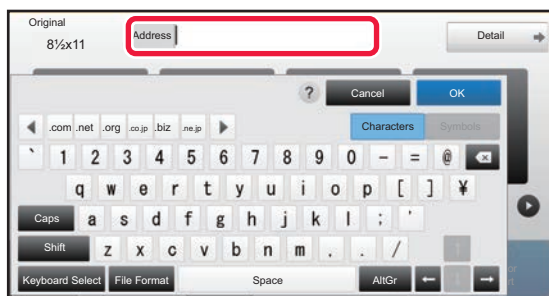 Original
8½x11
Address
Detail
? Cancel OK
.com .net .org .co.jp .biz .ne.jp Characters Symbols
` 1 2 3 4 5 6 7 8 9 0 - = @
q w e r t y u i o p [ ] ¥
Caps a s d f g h j k l ; '
Shift z x c v b n m , . /
Keyboard Select File Format Space AltGr